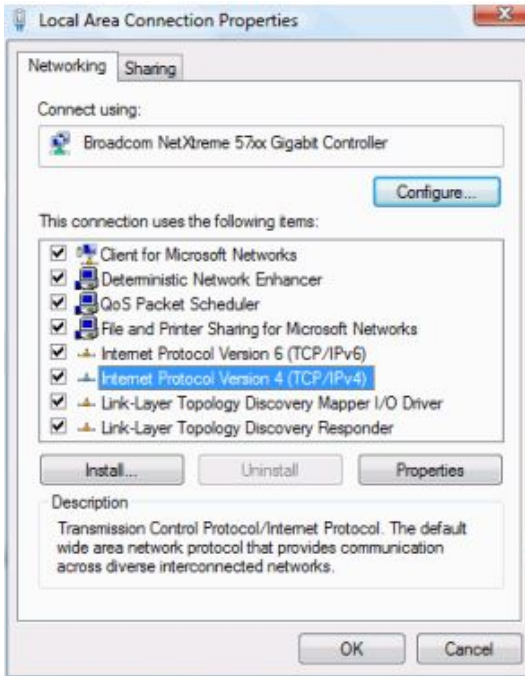 Local Area Connection Properties
Networking
Sharing
Connect using:
Broadcom NetXtreme 57xx Gigabit Controller
Configure...
This connection uses the following items:
Client for Microsoft Networks
Deterministic Network Enhancer
QoS Packet Scheduler
File and Printer Sharing for Microsoft Networks
Internet Protocol Version 6 (TCP/IPv6)
Internet Protocol Version 4 (TCP/IPv4)
Link-Layer Topology Discovery Mapper I/O Driver
Link-Layer Topology Discovery Responder
Install...
Uninstall
Properties
Description
Transmission Control Protocol/Internet Protocol. The default
wide area network protocol that provides communication
across diverse interconnected networks.
OK
Cancel